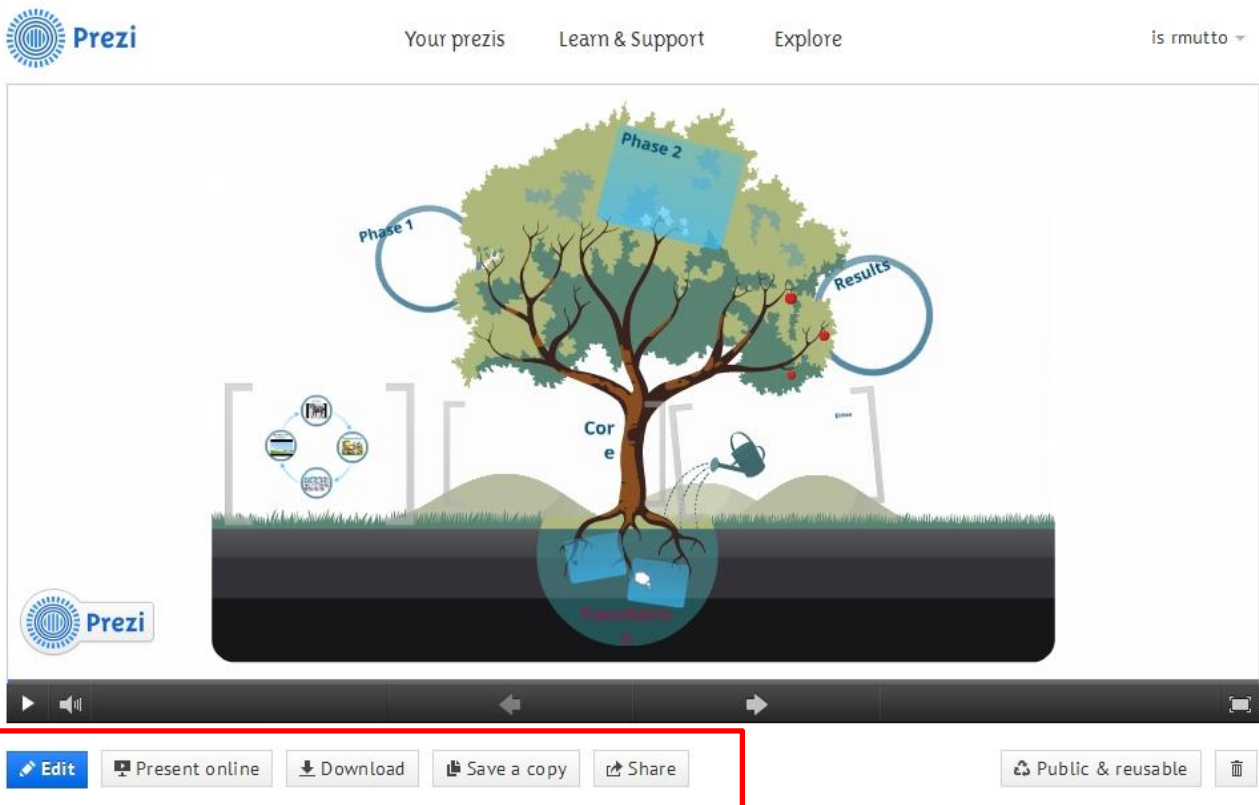 Prezi
Your prezis Learn & Support Explore is rmutto
Phase 2
Phase 1
Results
Cor
e
Prezi
Edit Present online Download Save a copy Share Public & reusable